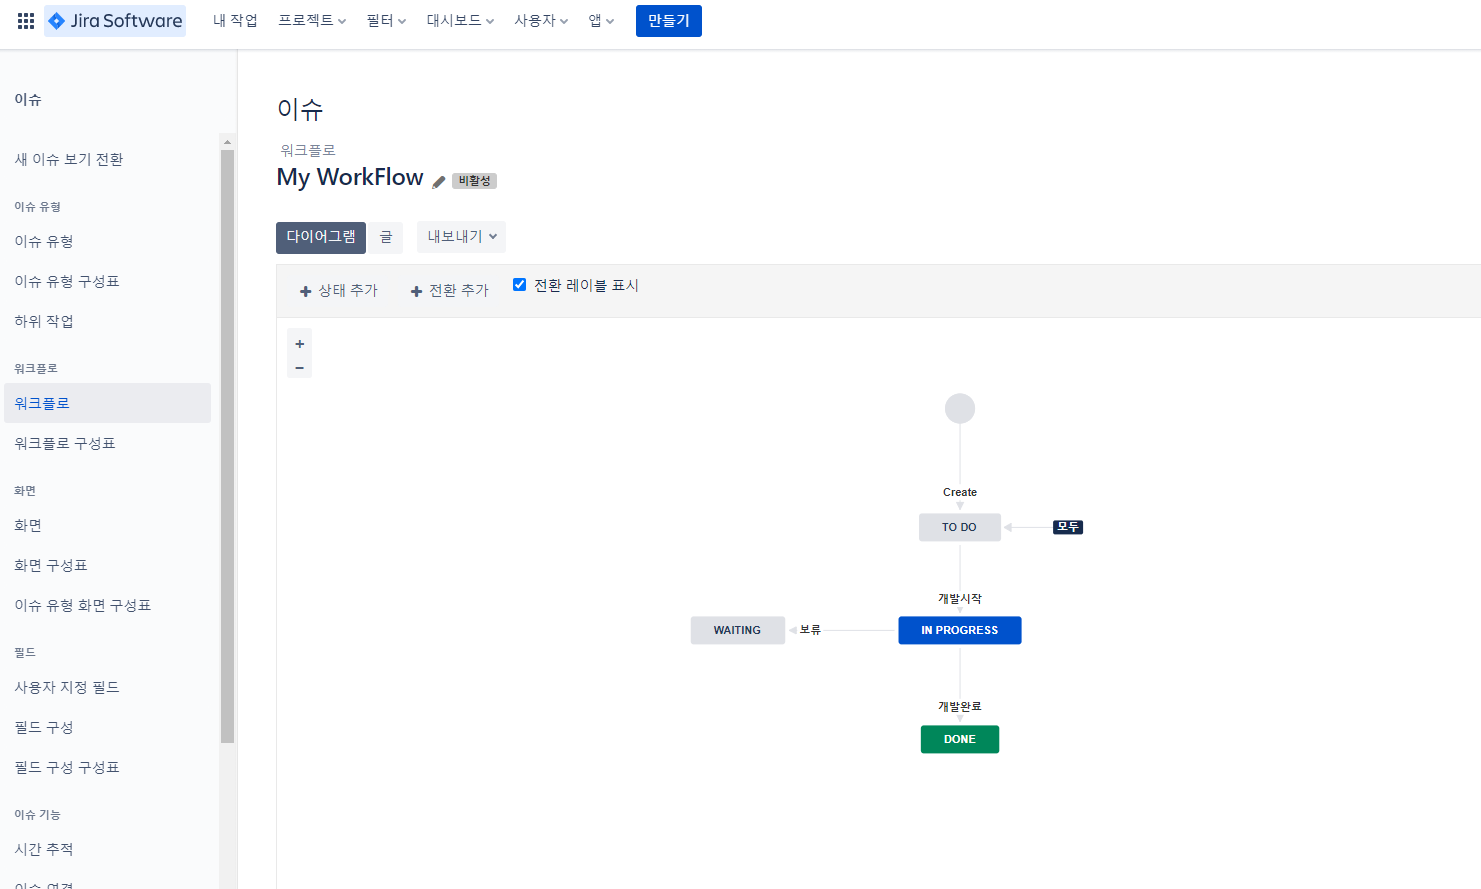 Jira Software 내 작업 프로젝트 필터 대시보드 사용자 앱 만들기
이슈
새 이슈 보기 전환
이슈 유형
이슈 유형
이슈 유형 구성표
하위 작업
워크플로
워크플로
워크플로 구성표
화면
화면
화면 구성표
이슈 유형 화면 구성표
필드
사용자 지정 필드
필드 구성
필드 구성 구성표
이슈 기능
시간 추적
이슈 연결
이슈
워크플로
My WorkFlow 비활성
다이어그램 글 내보내기
+ 상태 추가 + 전환 추가 전환 레이블 표시
+
−
Create
TO DO 모두
개발시작
WAITING 보류 IN PROGRESS
개발완료
DONE